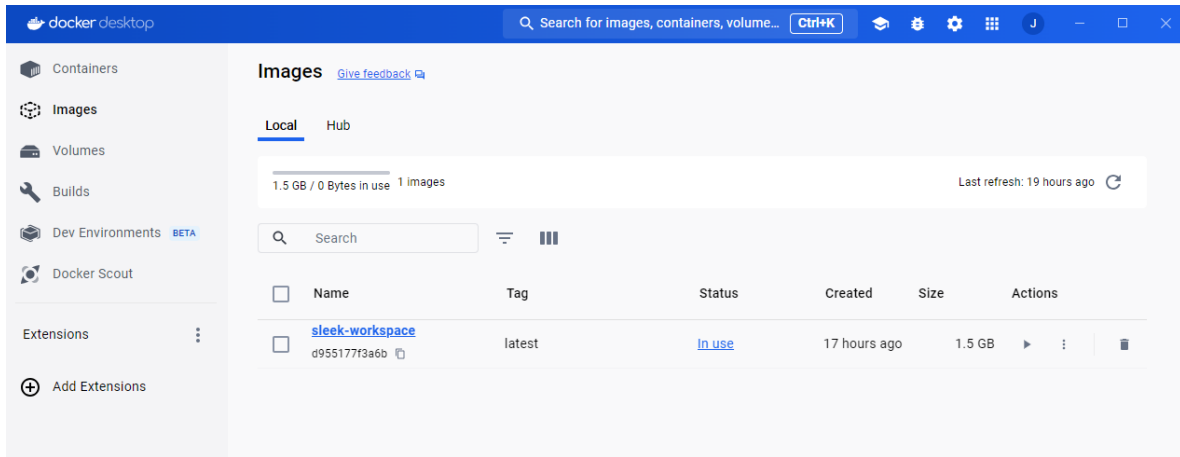 docker desktop
Search for images, containers, volume... Ctrl+K
J
Containers
Images
Volumes
Builds
Dev Environments BETA
Docker Scout
Extensions
Add Extensions
Images Give feedback
Local Hub
1.5 GB / 0 Bytes in use 1 images
Last refresh: 19 hours ago
Search
Name Tag Status Created Size Actions
sleek-workspace
d955177f3a6b
latest In use 17 hours ago 1.5 GB